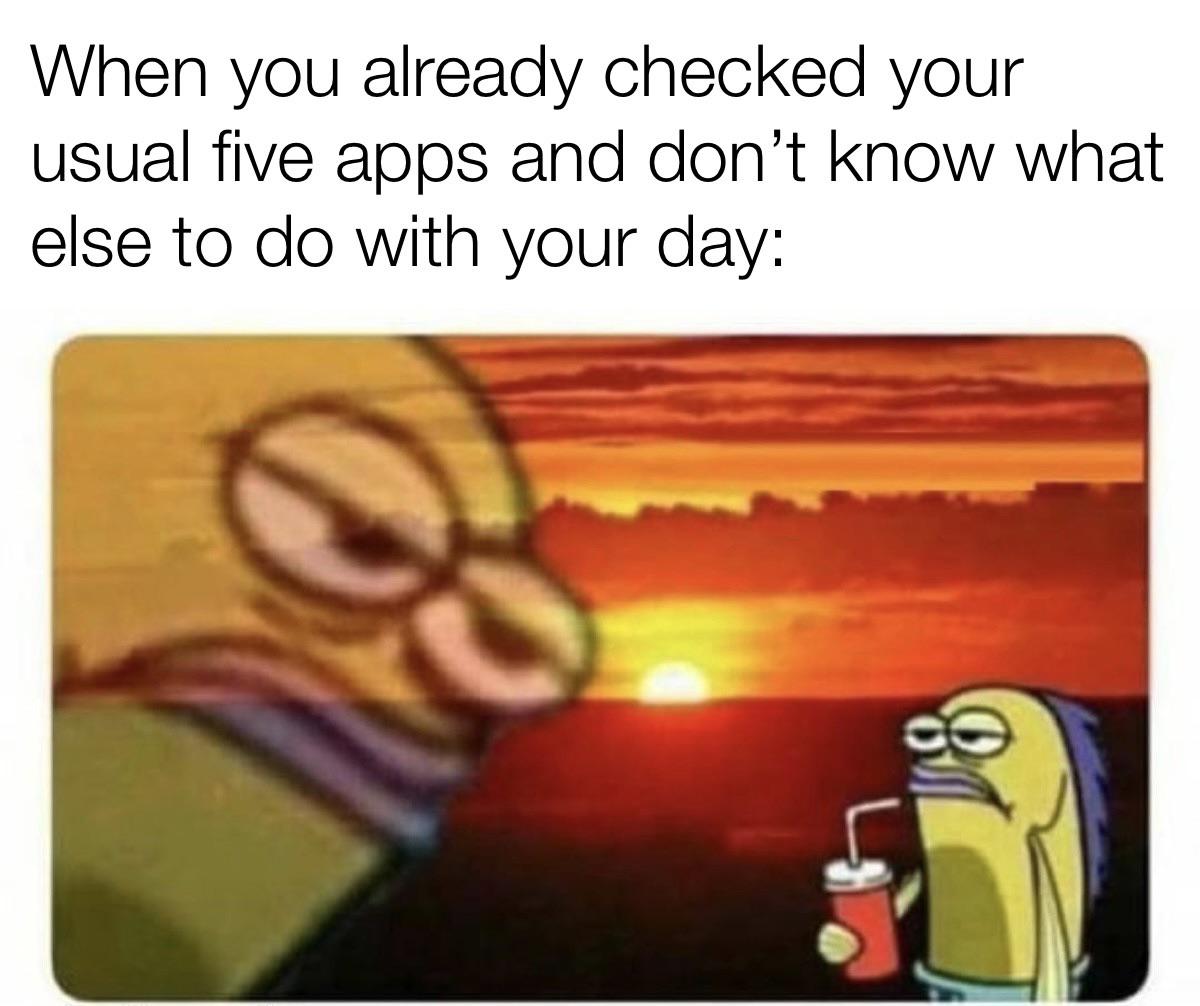 When you already checked your
usual five apps and don’t know what
else to do with your day: